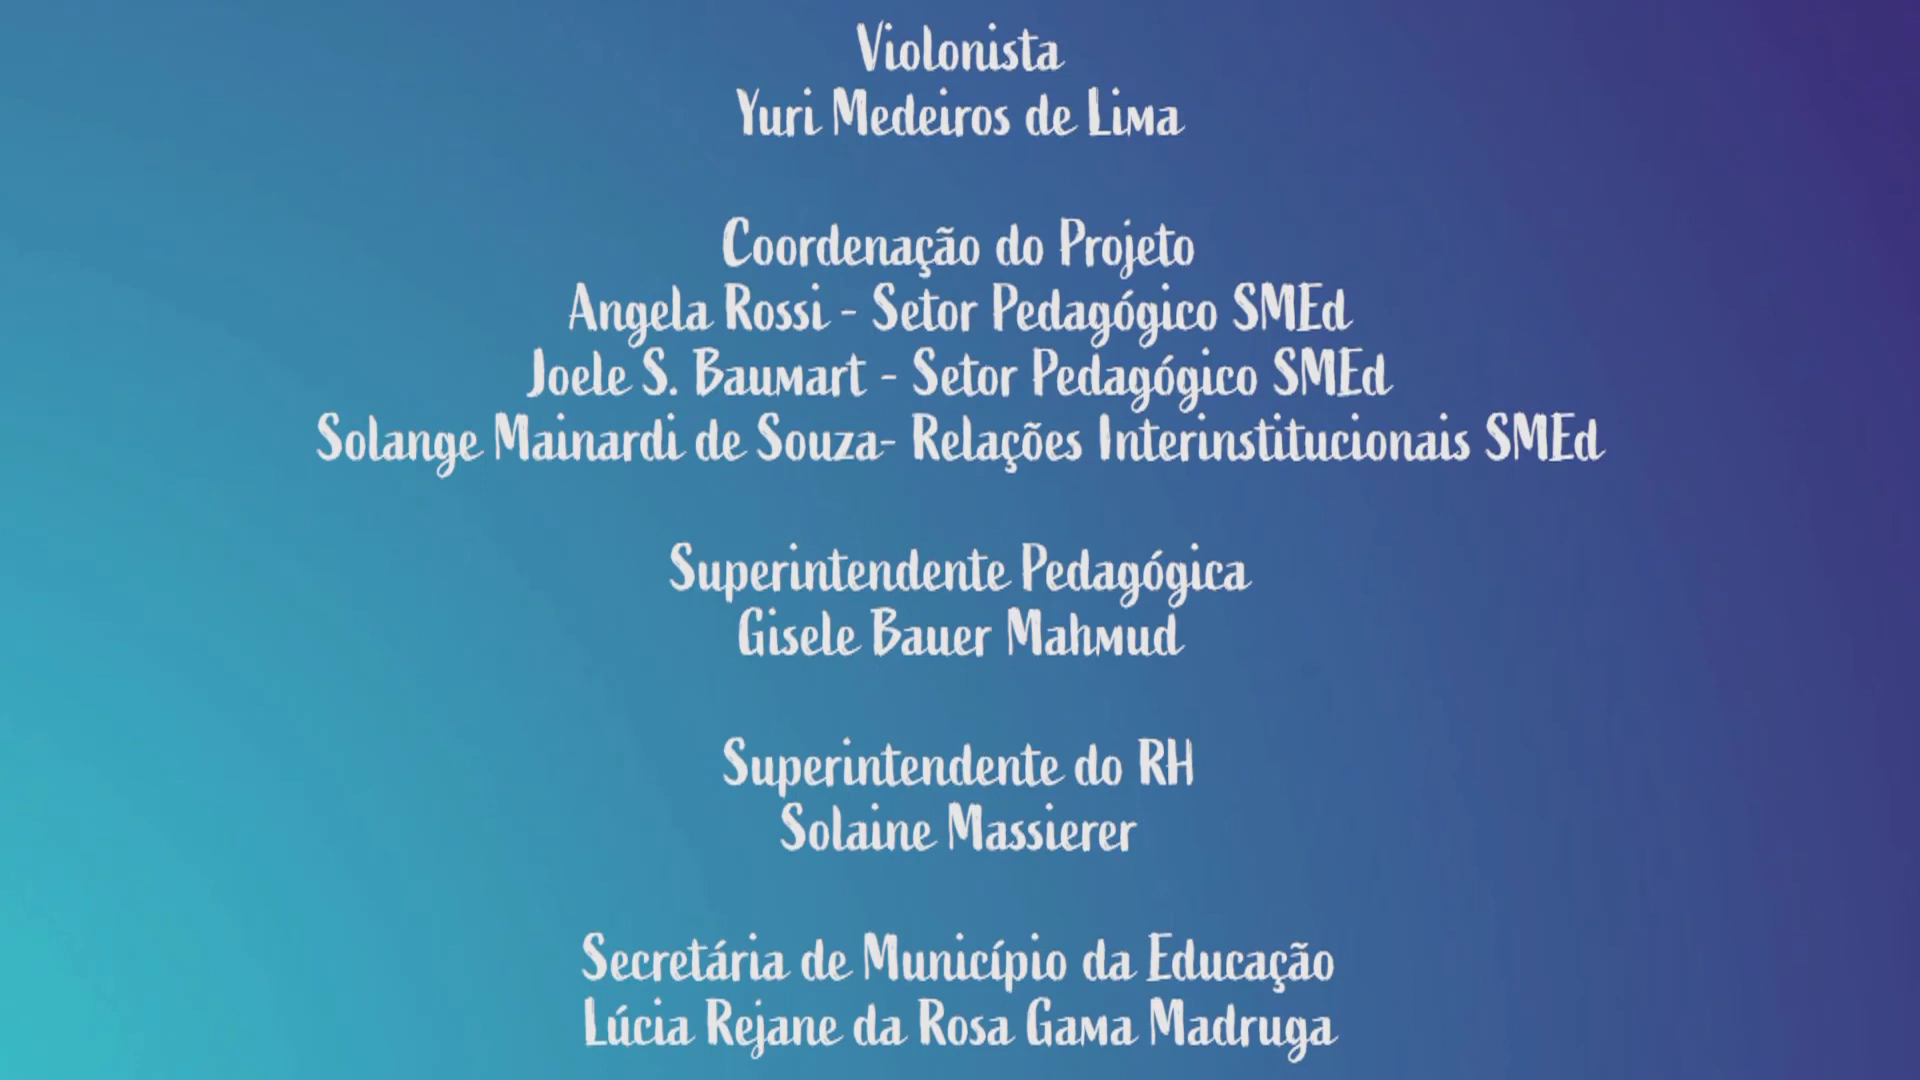 Violonista
Yuri Medeiros de Lima
Coordenação do Projeto
Angela Rossi - Setor Pedagógico SMEd
Joele S. Baumart - Setor Pedagógico SMEd
Solange Mainardi de Souza- Relações Interinstitucionais SMEd
Superintendente Pedagógica
Gisele Bauer Mahmud
Superintendente do RH
Solaine Massierer
Secretária de Município da Educação
Lúcia Rejane da Rosa Gama Madruga